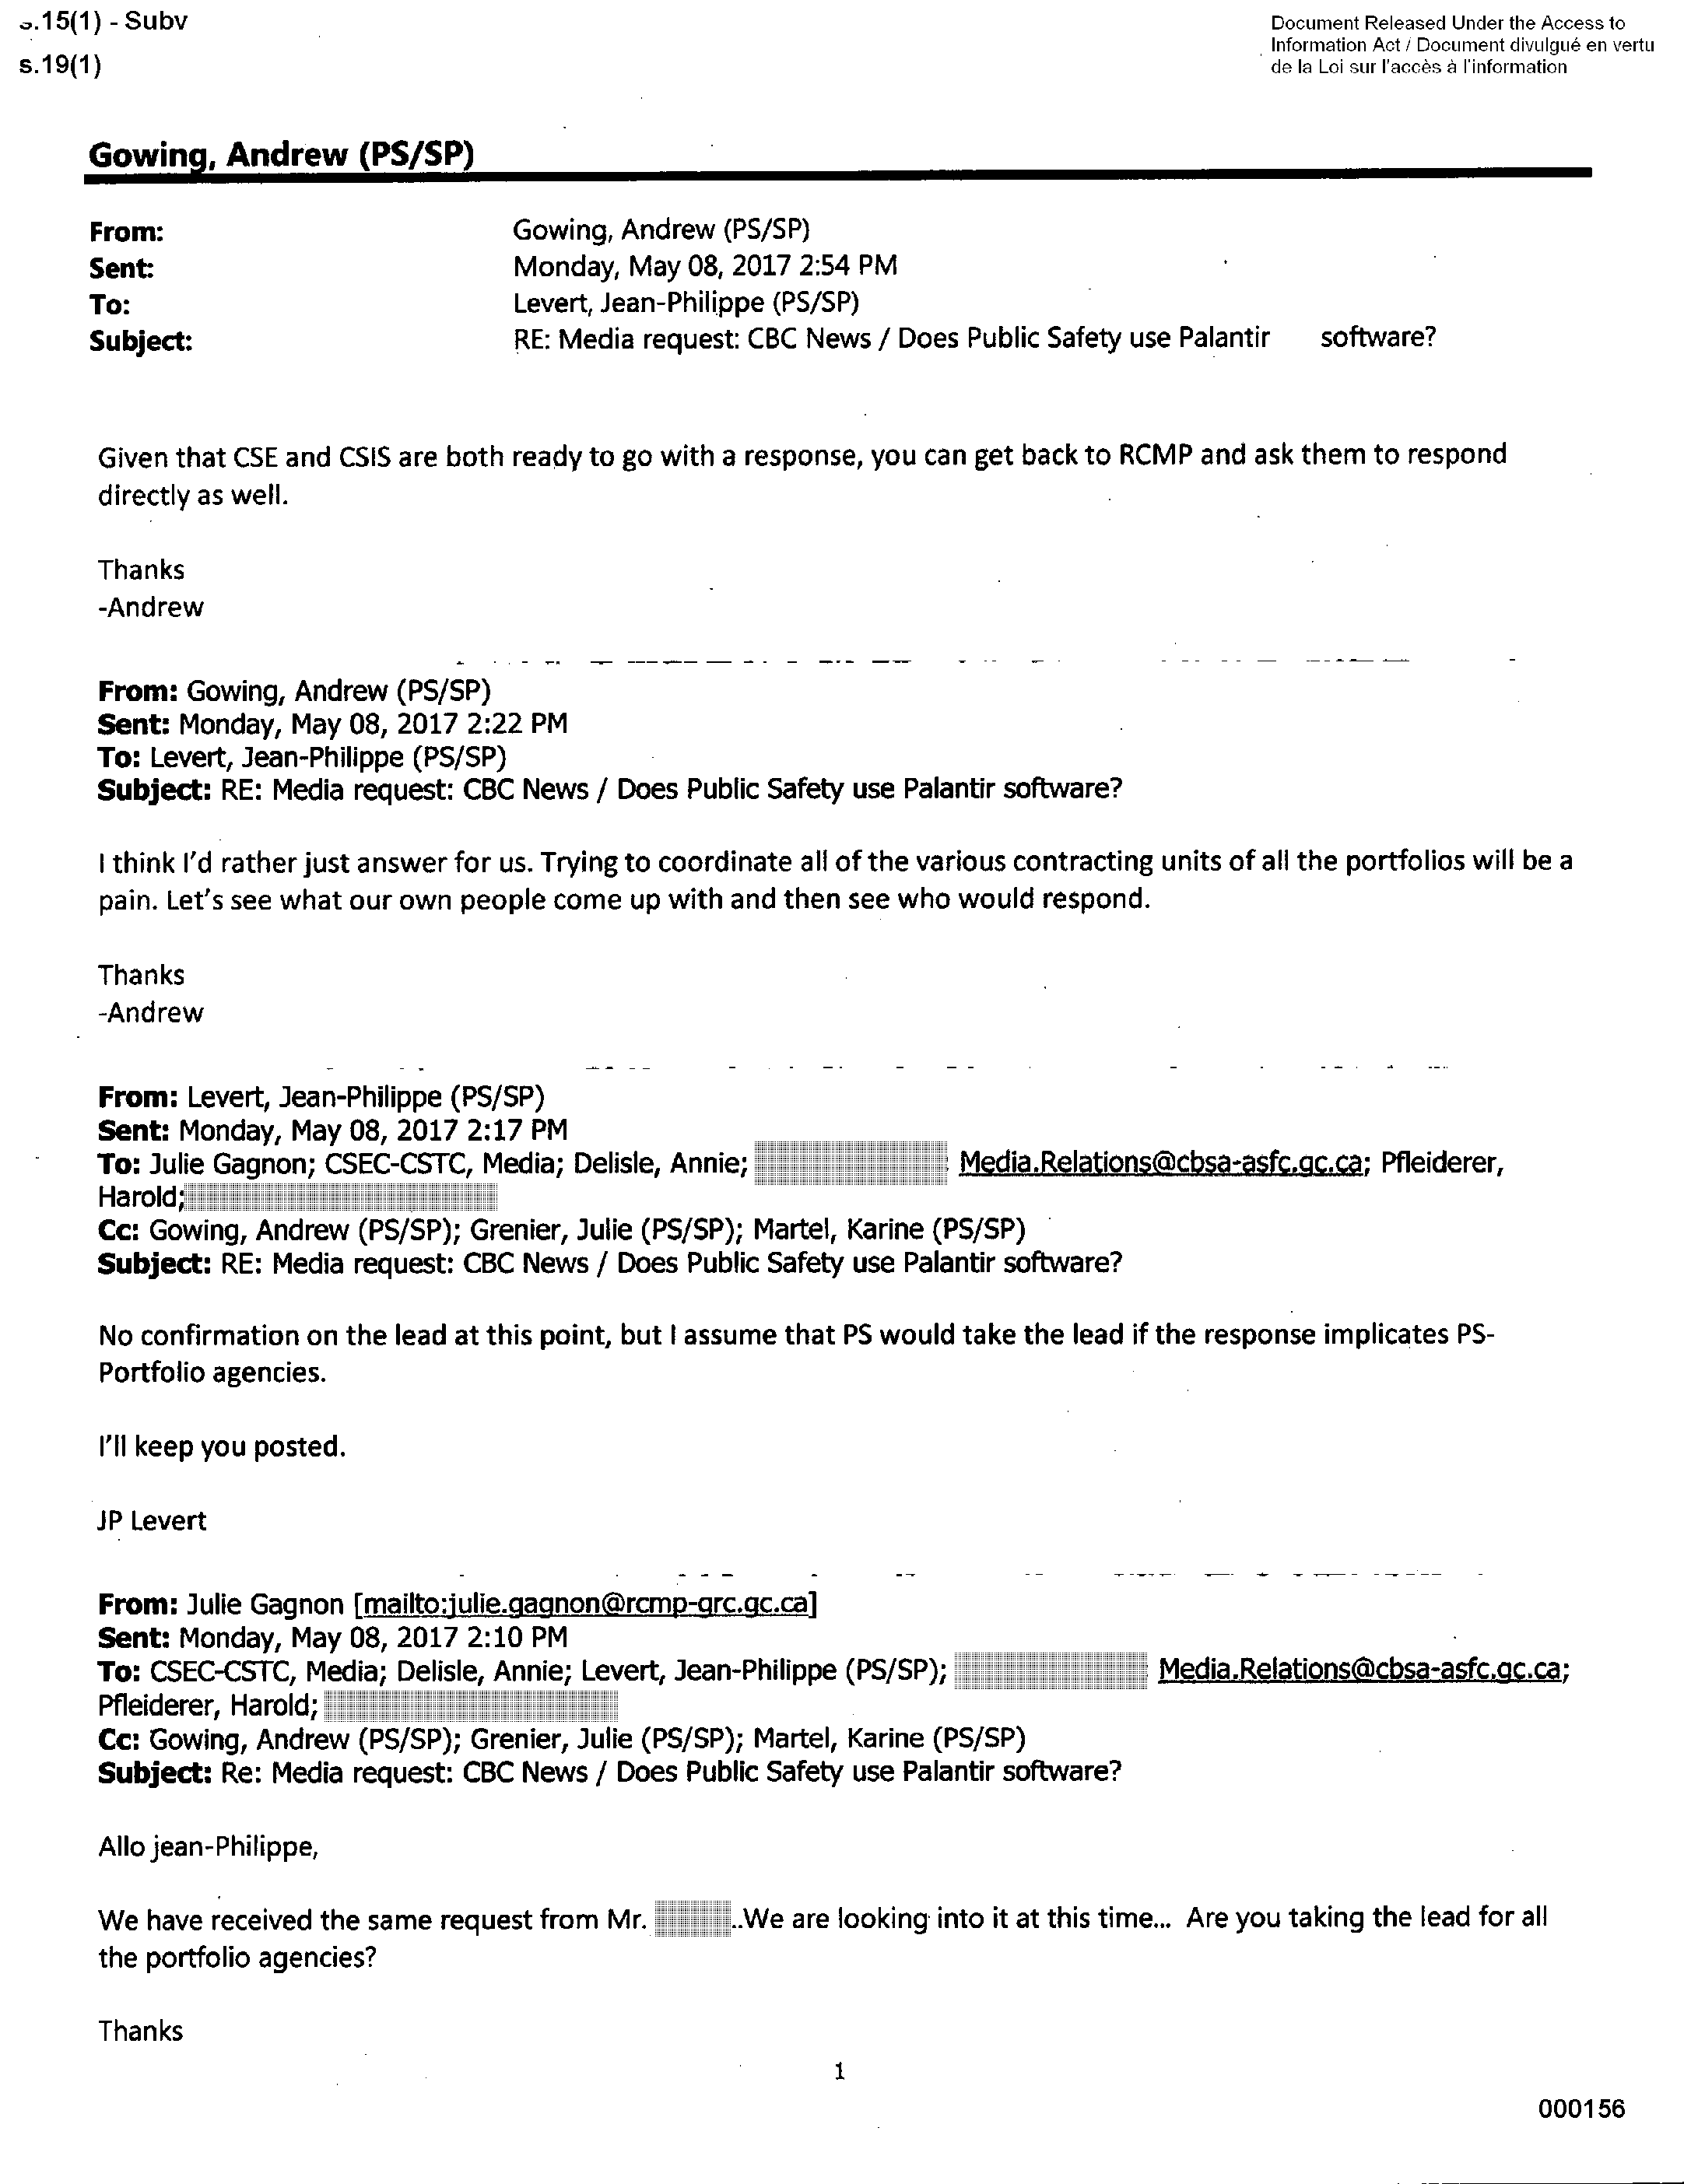 s.15(1) - Subv
s.19(1)
Document Released Under the Access to
Information Act / Document divulgué en vertu
de la Loi sur l'accès à l'information
Gowing, Andrew (PS/SP)
From: Gowing, Andrew (PS/SP)
Sent: Monday, May 08, 2017 2:54 PM
To: Levert, Jean-Philippe (PS/SP)
Subject: RE: Media request: CBC News / Does Public Safety use Palantir software?
Given that CSE and CSIS are both ready to go with a response, you can get back to RCMP and ask them to respond
directly as well.
Thanks
-Andrew
From: Gowing, Andrew (PS/SP)
Sent: Monday, May 08, 2017 2:22 PM
To: Levert, Jean-Philippe (PS/SP)
Subject: RE: Media request: CBC News / Does Public Safety use Palantir software?
I think I'd rather just answer for us. Trying to coordinate all of the various contracting units of all the portfolios will be a
pain. Let's see what our own people come up with and then see who would respond.
Thanks
-Andrew
From: Levert, Jean-Philippe (PS/SP)
Sent: Monday, May 08, 2017 2:17 PM
To: Julie Gagnon; CSEC-CSTC, Media; Delisle, Annie; Media.Relations@cbsa-asfc.gc.ca; Pfleiderer,
Harold;
Cc: Gowing, Andrew (PS/SP); Grenier, Julie (PS/SP); Martel, Karine (PS/SP)
Subject: RE: Media request: CBC News / Does Public Safety use Palantir software?
No confirmation on the lead at this point, but I assume that PS would take the lead if the response implicates PS-
Portfolio agencies.
I'll keep you posted.
JP Levert
From: Julie Gagnon [mailto:julie.gagnon@rcmp-grc.gc.ca]
Sent: Monday, May 08, 2017 2:10 PM
To: CSEC-CSTC, Media; Delisle, Annie; Levert, Jean-Philippe (PS/SP); Media.Relations@cbsa-asfc.gc.ca;
Pfleiderer, Harold;
Cc: Gowing, Andrew (PS/SP); Grenier, Julie (PS/SP); Martel, Karine (PS/SP)
Subject: Re: Media request: CBC News / Does Public Safety use Palantir software?
Allo jean-Philippe,
We have received the same request from Mr. ..We are looking into it at this time... Are you taking the lead for all
the portfolio agencies?
Thanks
1
000156